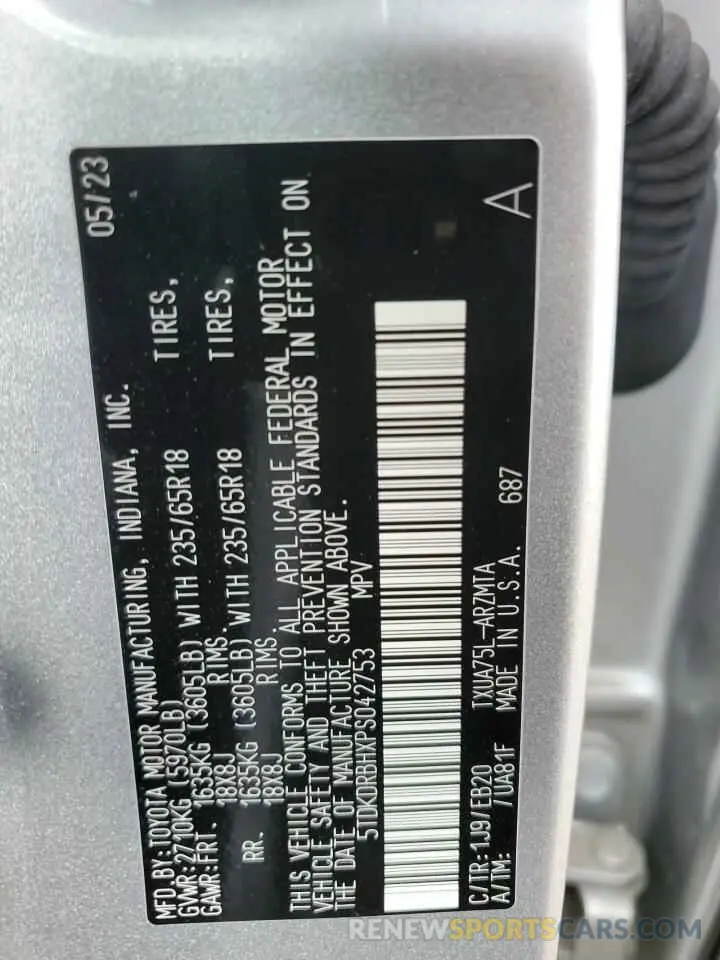 MFD.BY:TOYOTA MOTOR MANUFACTURING, INDIANA, INC. 05/23
GVWR:2710KG (5970LB)
GAWR:FRT. 1635KG (3605LB) WITH 235/65R18 TIRES,
18X8J RIMS.
RR. 1635KG (3605LB) WITH 235/65R18 TIRES,
18X8J RIMS.
THIS VEHICLE CONFORMS TO ALL APPLICABLE FEDERAL MOTOR
VEHICLE SAFETY AND THEFT PREVENTION STANDARDS IN EFFECT ON
THE DATE OF MANUFACTURE SHOWN ABOVE.
5TDKDRBHXPS042753 MPV
C/TR:1J9/EB20 TXUA75L-ARZMTA
A/TM: /UA81F MADE IN U.S.A. 687 A
RENEWSPORTSCARS.COM